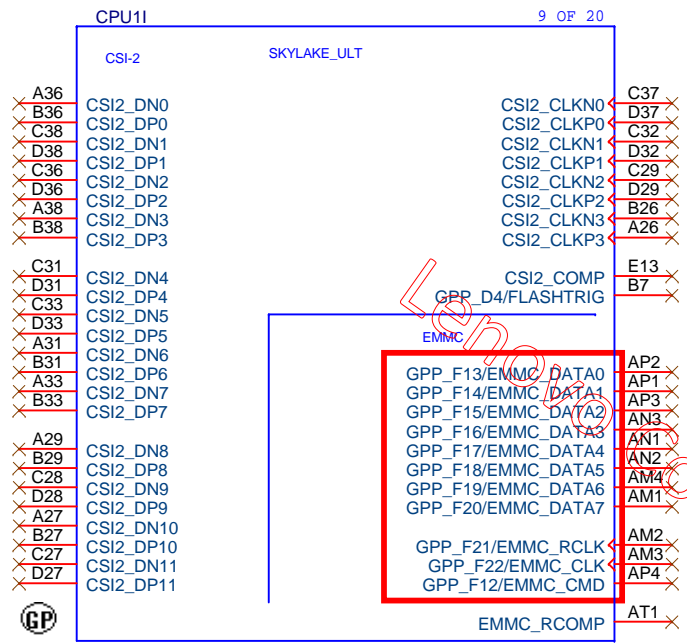 CPU1I 9 OF 20
CSI-2 SKYLAKE_ULT
A36 CSI2_DN0 CSI2_CLKN0 C37
B36 CSI2_DP0 CSI2_CLKP0 D37
C38 CSI2_DN1 CSI2_CLKN1 C32
D38 CSI2_DP1 CSI2_CLKP1 D32
C36 CSI2_DN2 CSI2_CLKN2 C29
D36 CSI2_DP2 CSI2_CLKP2 D29
A38 CSI2_DN3 CSI2_CLKN3 B26
B38 CSI2_DP3 CSI2_CLKP3 A26
C31 CSI2_DN4 CSI2_COMP E13
D31 CSI2_DP4 GPP_D4/FLASHTRIG B7
C33 CSI2_DN5
D33 CSI2_DP5 EMMC
A31 CSI2_DN6
B31 CSI2_DP6 GPP_F13/EMMC_DATA0 AP2
A33 CSI2_DN7 GPP_F14/EMMC_DATA1 AP1
B33 CSI2_DP7 GPP_F15/EMMC_DATA2 AP3
GPP_F16/EMMC_DATA3 AN3
A29 CSI2_DN8 GPP_F17/EMMC_DATA4 AN1
B29 CSI2_DP8 GPP_F18/EMMC_DATA5 AN2
C28 CSI2_DN9 GPP_F19/EMMC_DATA6 AM4
D28 CSI2_DP9 GPP_F20/EMMC_DATA7 AM1
A27 CSI2_DN10
B27 CSI2_DP10 GPP_F21/EMMC_RCLK AM2
C27 CSI2_DN11 GPP_F22/EMMC_CLK AM3
D27 CSI2_DP11 GPP_F12/EMMC_CMD AP4
GP EMMC_RCOMP AT1
Lenovo